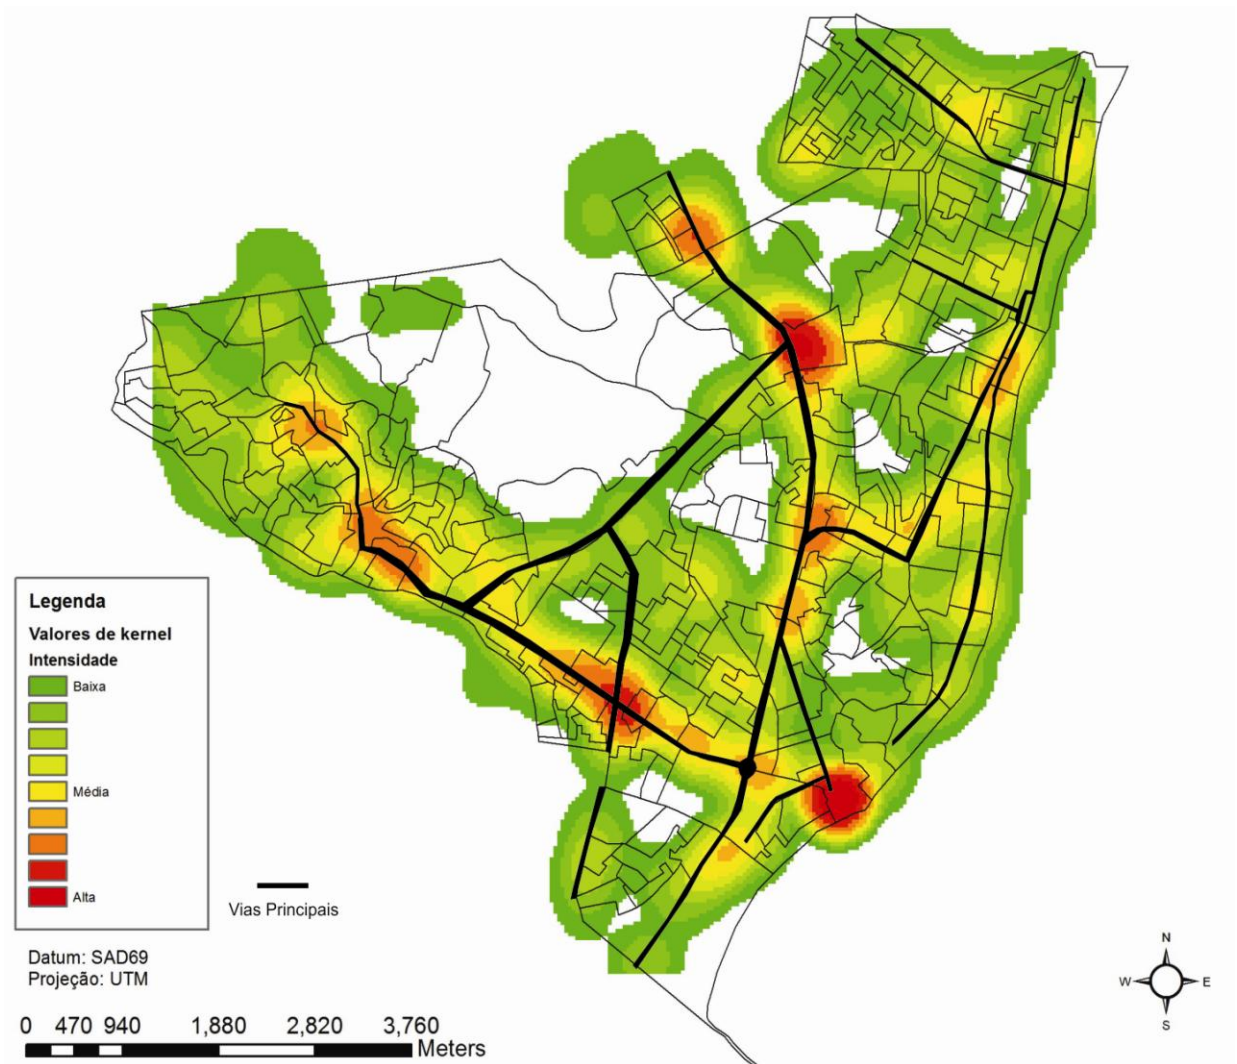 Legenda
Valores de kernel
Intensidade
Baixa
Média
Alta
Vias Principais
Datum: SAD69
Projeção: UTM
0 470 940 1,880 2,820 3,760
Meters
N
W E
S